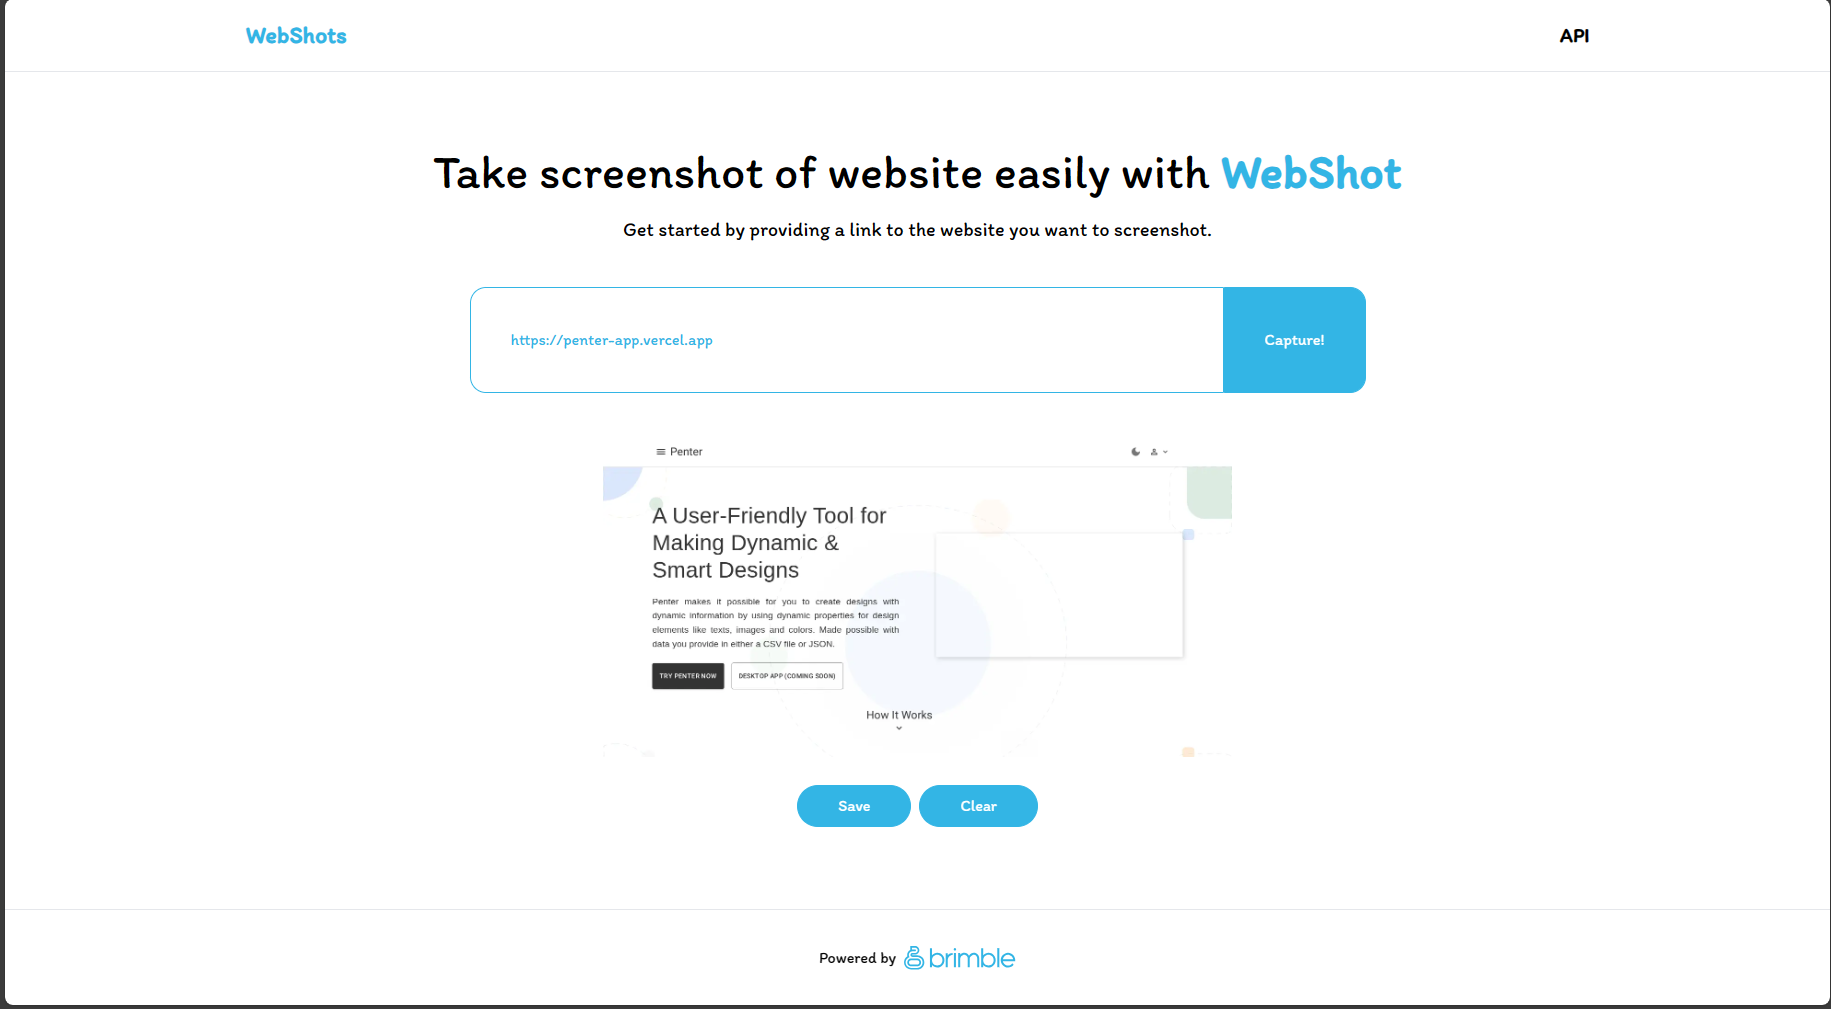 WebShots
API
Take screenshot of website easily with WebShot
Get started by providing a link to the website you want to screenshot.
https://penter-app.vercel.app
Capture!
Penter
A User-Friendly Tool for
Making Dynamic &
Smart Designs
Penter makes it possible for you to create designs with
dynamic information by using dynamic properties for design
elements like texts, images and colors. Made possible with
data you provide in either a CSV file or JSON.
TRY PENTER NOW
DESKTOP APP (COMING SOON)
How It Works
Save
Clear
Powered by brimble